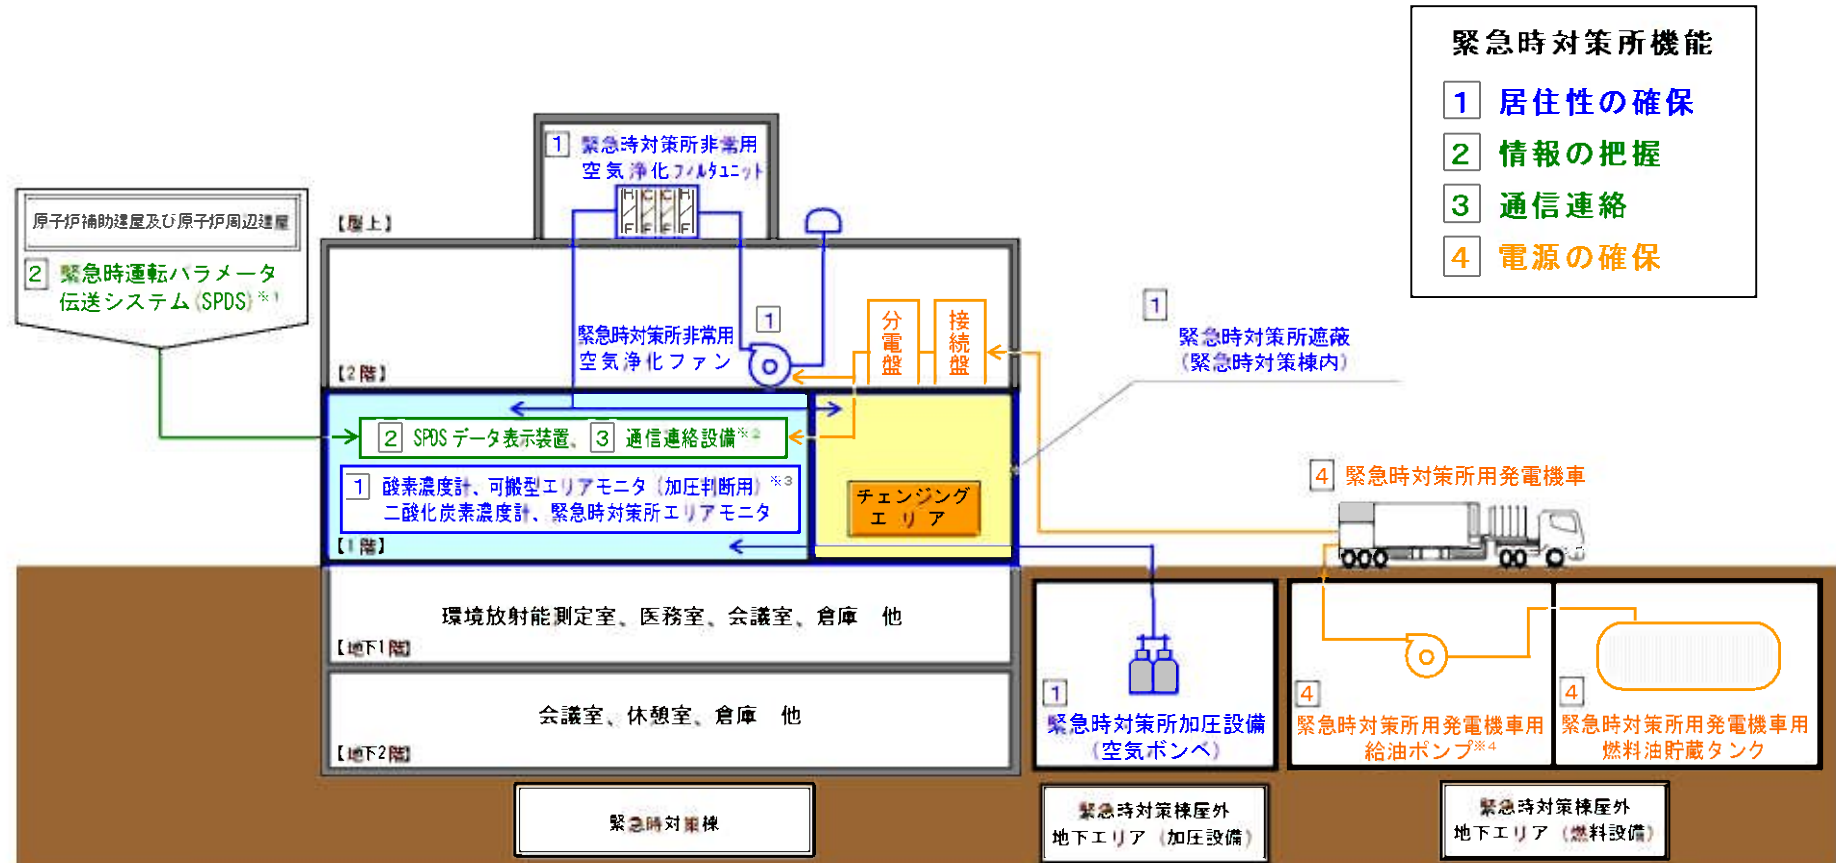 緊急時対策所機能
1 居住性の確保
2 情報の把握
3 通信連絡
4 電源の確保
1 緊急時対策所非常用
空気浄化フィルタユニット
原子炉補助建屋及び原子炉周辺建屋
2 緊急時運転パラメータ
伝送システム(SPDS)※1
【屋上】
緊急時対策所非常用
空気浄化ファン
1
分電盤
接続盤
【2階】
1
緊急時対策所遮蔽
(緊急時対策棟内)
2 SPDSデータ表示装置、3 通信連絡設備※2
1 酸素濃度計、可搬型エリアモニタ(加圧判断用)※3
二酸化炭素濃度計、緊急時対策所エリアモニタ
チェンジング
エリア
【1階】
4 緊急時対策所用発電機車
環境放射能測定室、医務室、会議室、倉庫 他
【地下1階】
会議室、休憩室、倉庫 他
【地下2階】
1
緊急時対策所加圧設備
(空気ボンベ)
4
緊急時対策所用発電機車用
給油ポンプ※4
4
緊急時対策所用発電機車用
燃料油貯蔵タンク
緊急時対策棟
緊急時対策棟屋外
地下エリア(加圧設備)
緊急時対策棟屋外
地下エリア(燃料設備)